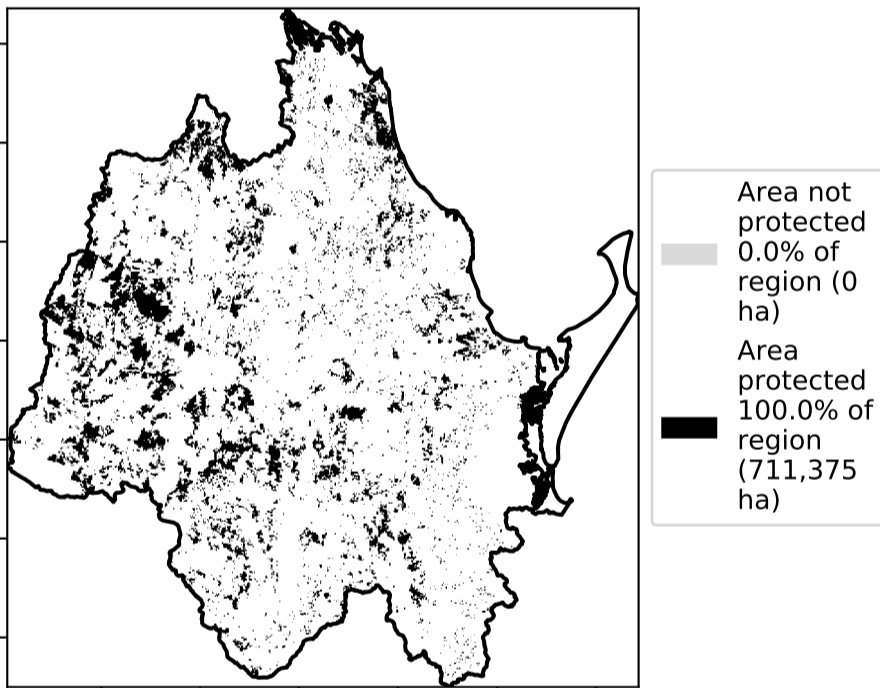 Area not
protected
0.0% of
region (0
ha)
Area
protected
100.0% of
region
(711,375
ha)